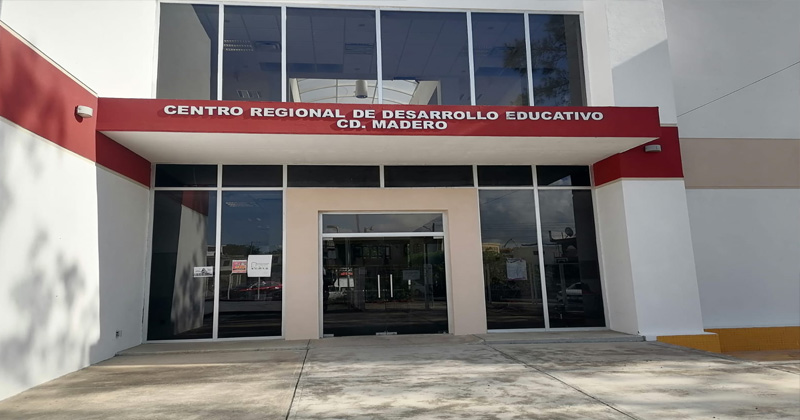 CENTRO REGIONAL DE DESARROLLO EDUCATIVO
CD. MADERO